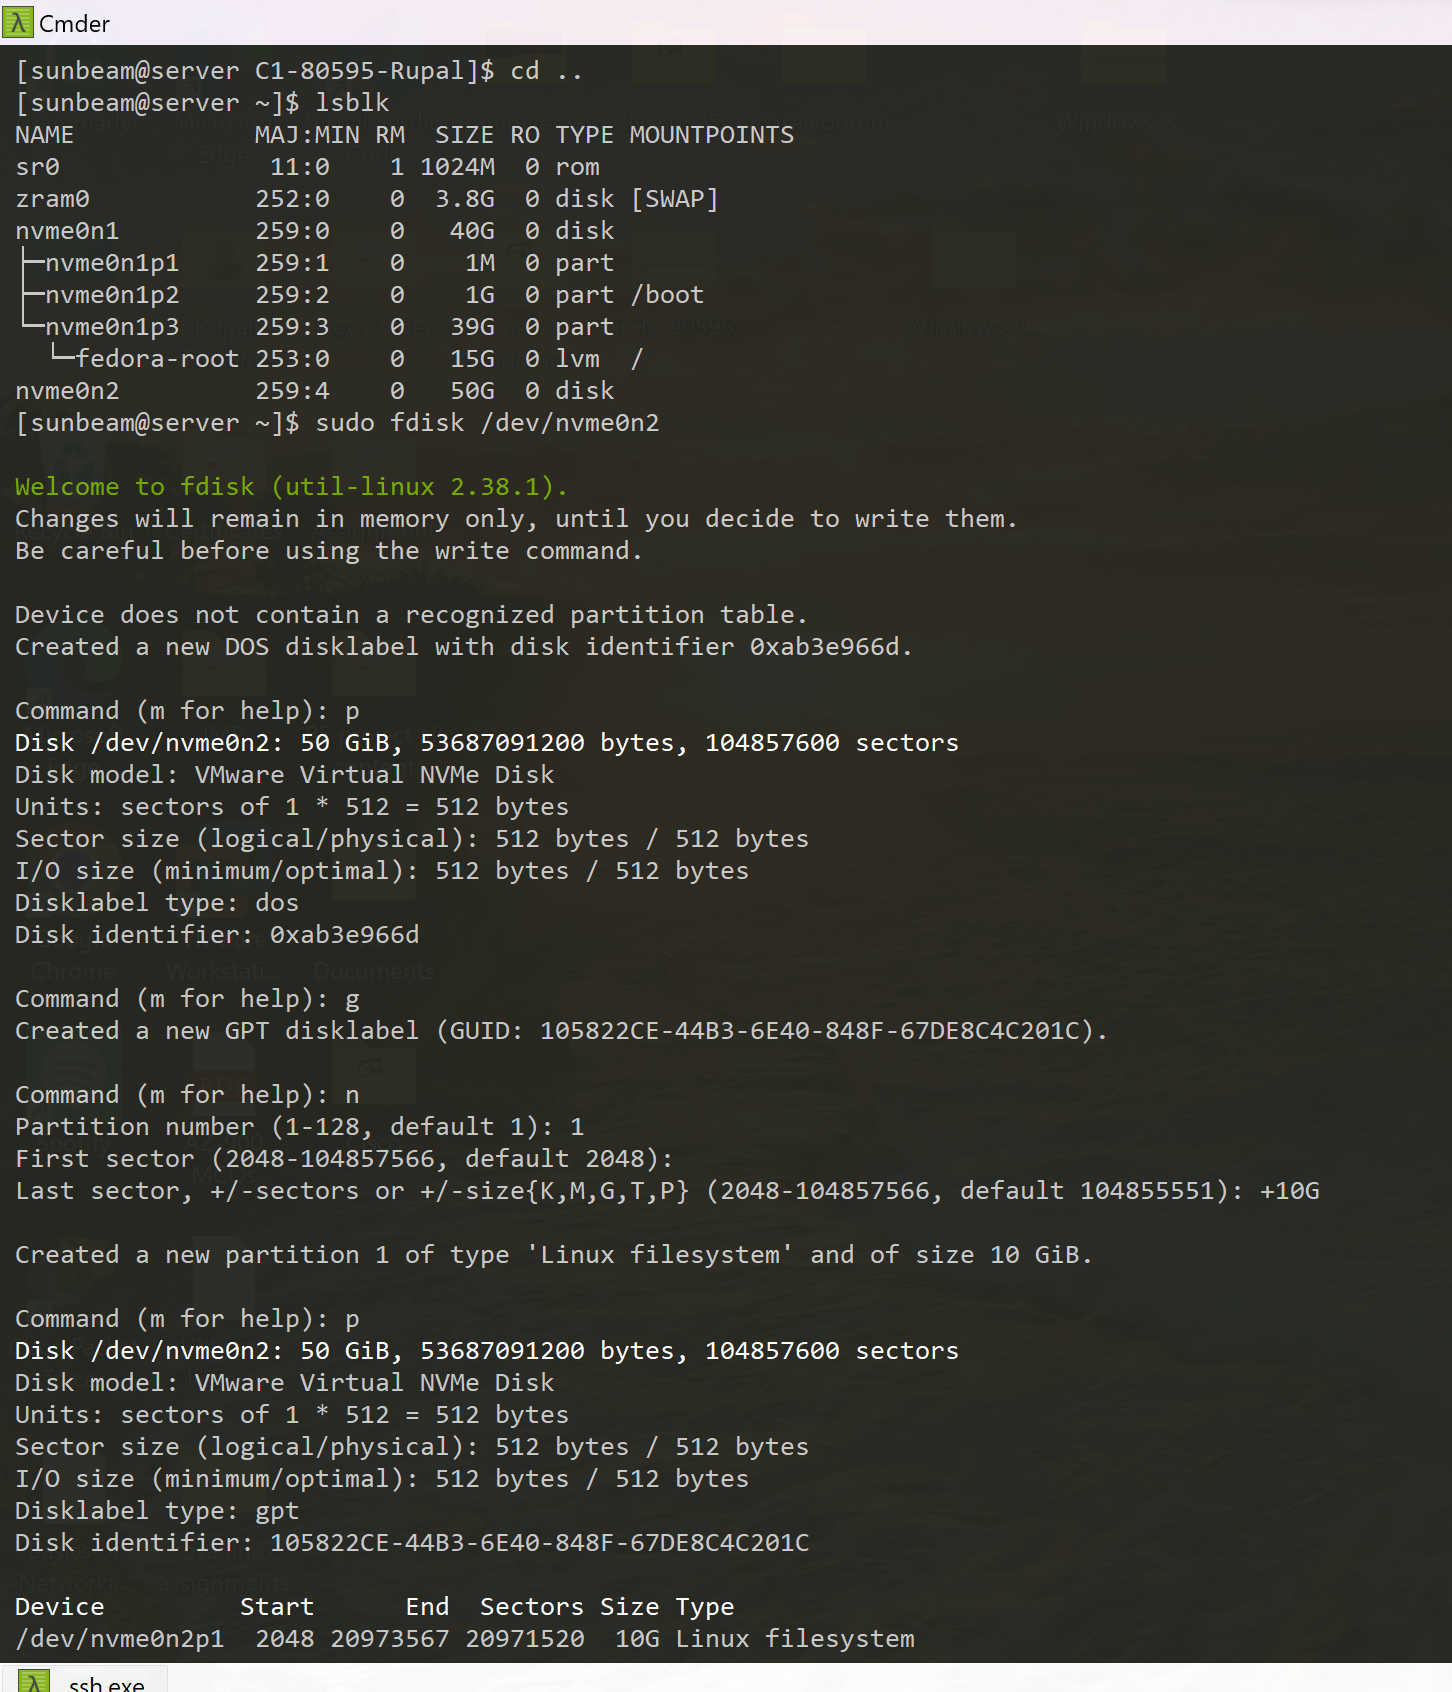 Cmder
[sunbeam@server C1-80595-Rupal]$ cd ..
[sunbeam@server ~]$ lsblk
NAME            MAJ:MIN RM   SIZE RO TYPE MOUNTPOINTS
sr0              11:0    1 1024M  0 rom
zram0           252:0    0  3.8G  0 disk [SWAP]
nvme0n1         259:0    0   40G  0 disk
├─nvme0n1p1     259:1    0    1M  0 part
├─nvme0n1p2     259:2    0    1G  0 part /boot
└─nvme0n1p3     259:3    0   39G  0 part
  └─fedora-root 253:0    0   15G  0 lvm  /
nvme0n2         259:4    0   50G  0 disk
[sunbeam@server ~]$ sudo fdisk /dev/nvme0n2
Welcome to fdisk (util-linux 2.38.1).
Changes will remain in memory only, until you decide to write them.
Be careful before using the write command.
Device does not contain a recognized partition table.
Created a new DOS disklabel with disk identifier 0xab3e966d.
Command (m for help): p
Disk /dev/nvme0n2: 50 GiB, 53687091200 bytes, 104857600 sectors
Disk model: VMware Virtual NVMe Disk
Units: sectors of 1 * 512 = 512 bytes
Sector size (logical/physical): 512 bytes / 512 bytes
I/O size (minimum/optimal): 512 bytes / 512 bytes
Disklabel type: dos
Disk identifier: 0xab3e966d
Command (m for help): g
Created a new GPT disklabel (GUID: 105822CE-44B3-6E40-848F-67DE8C4C201C).
Command (m for help): n
Partition number (1-128, default 1): 1
First sector (2048-104857566, default 2048):
Last sector, +/-sectors or +/-size{K,M,G,T,P} (2048-104857566, default 104855551): +10G
Created a new partition 1 of type 'Linux filesystem' and of size 10 GiB.
Command (m for help): p
Disk /dev/nvme0n2: 50 GiB, 53687091200 bytes, 104857600 sectors
Disk model: VMware Virtual NVMe Disk
Units: sectors of 1 * 512 = 512 bytes
Sector size (logical/physical): 512 bytes / 512 bytes
I/O size (minimum/optimal): 512 bytes / 512 bytes
Disklabel type: gpt
Disk identifier: 105822CE-44B3-6E40-848F-67DE8C4C201C
Device         Start      End  Sectors Size Type
/dev/nvme0n2p1  2048 20973567 20971520  10G Linux filesystem
ssh.exe